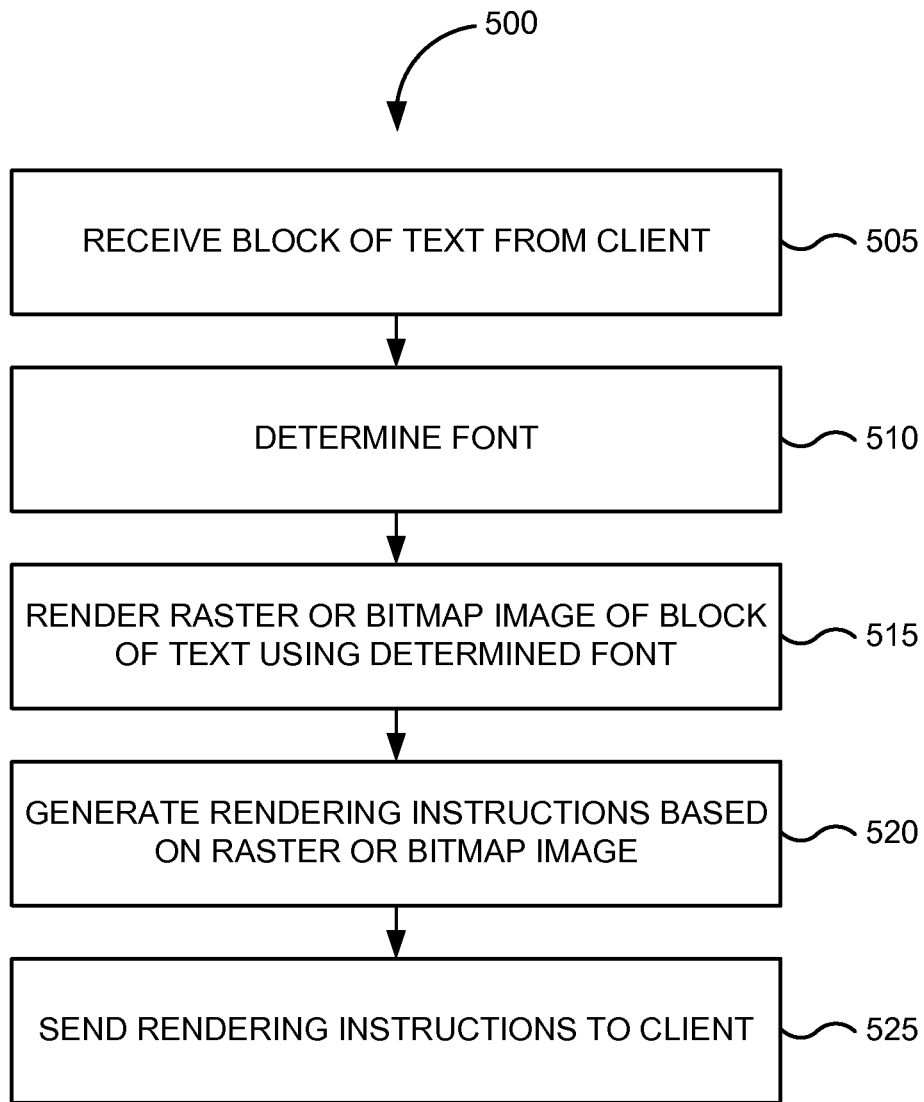 500
RECEIVE BLOCK OF TEXT FROM CLIENT
505
DETERMINE FONT
510
RENDER RASTER OR BITMAP IMAGE OF BLOCK
OF TEXT USING DETERMINED FONT
515
GENERATE RENDERING INSTRUCTIONS BASED
ON RASTER OR BITMAP IMAGE
520
SEND RENDERING INSTRUCTIONS TO CLIENT
525